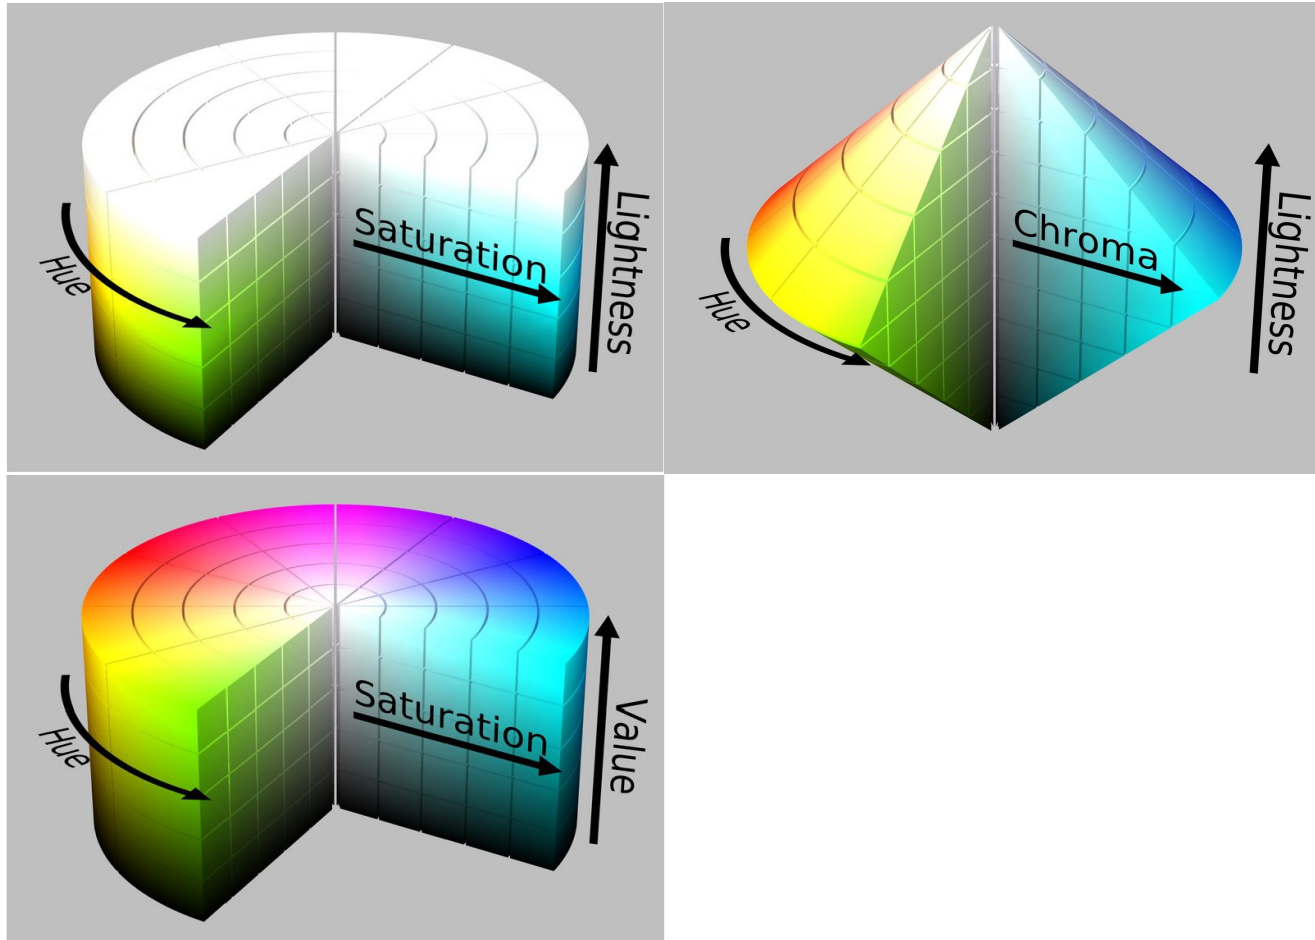 Hue
Saturation
Lightness
Hue
Chroma
Lightness
Hue
Saturation
Value